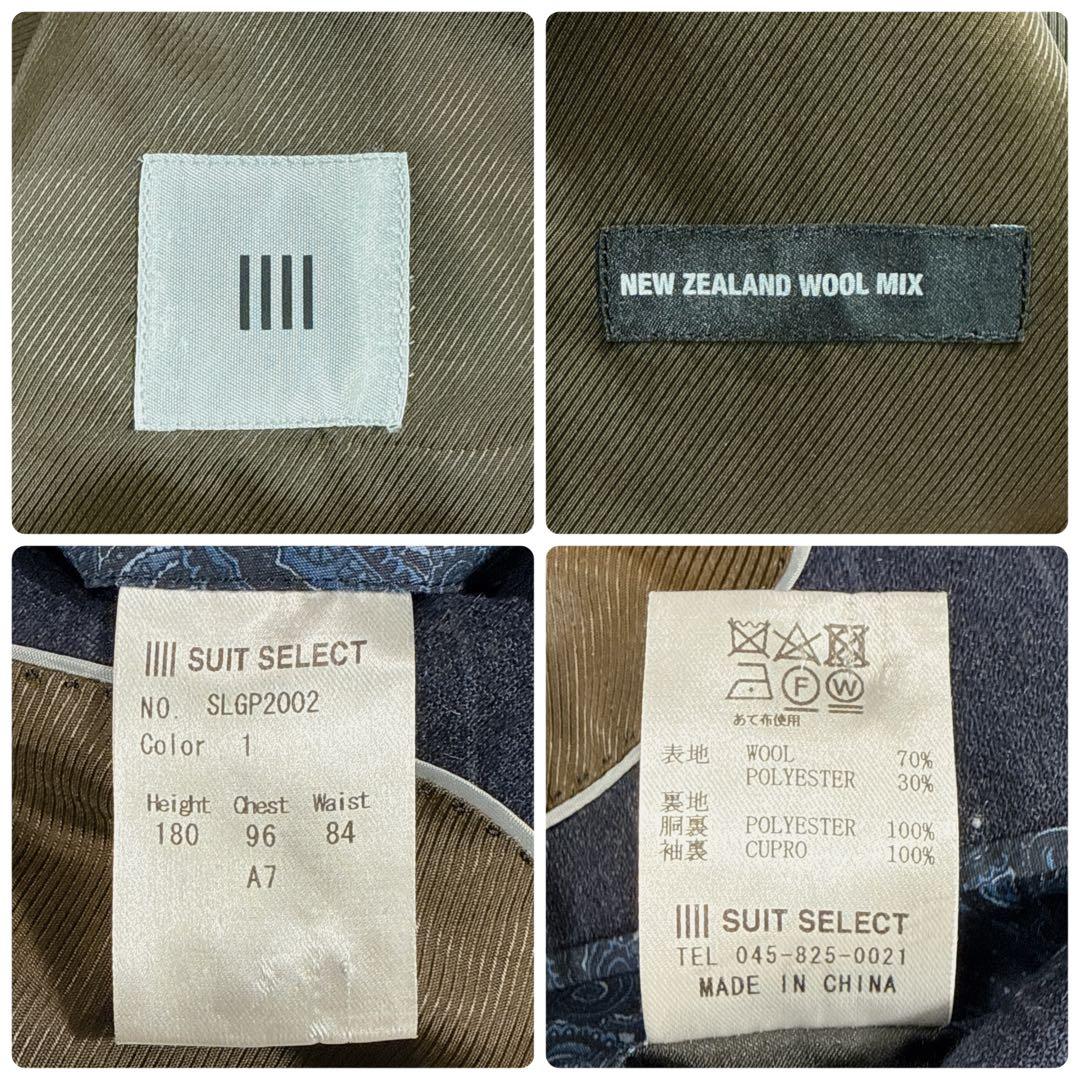 NEW ZEALAND WOOL MIX
SUIT SELECT
NO. SLGP2002
Color 1
Height Chest Waist
180 96 84
A7
F W
あて布使用
表地 WOOL 70%
POLYESTER 30%
裏地
胴裏 POLYESTER 100%
袖裏 CUPRO 100%
SUIT SELECT
TEL 045-825-0021
MADE IN CHINA